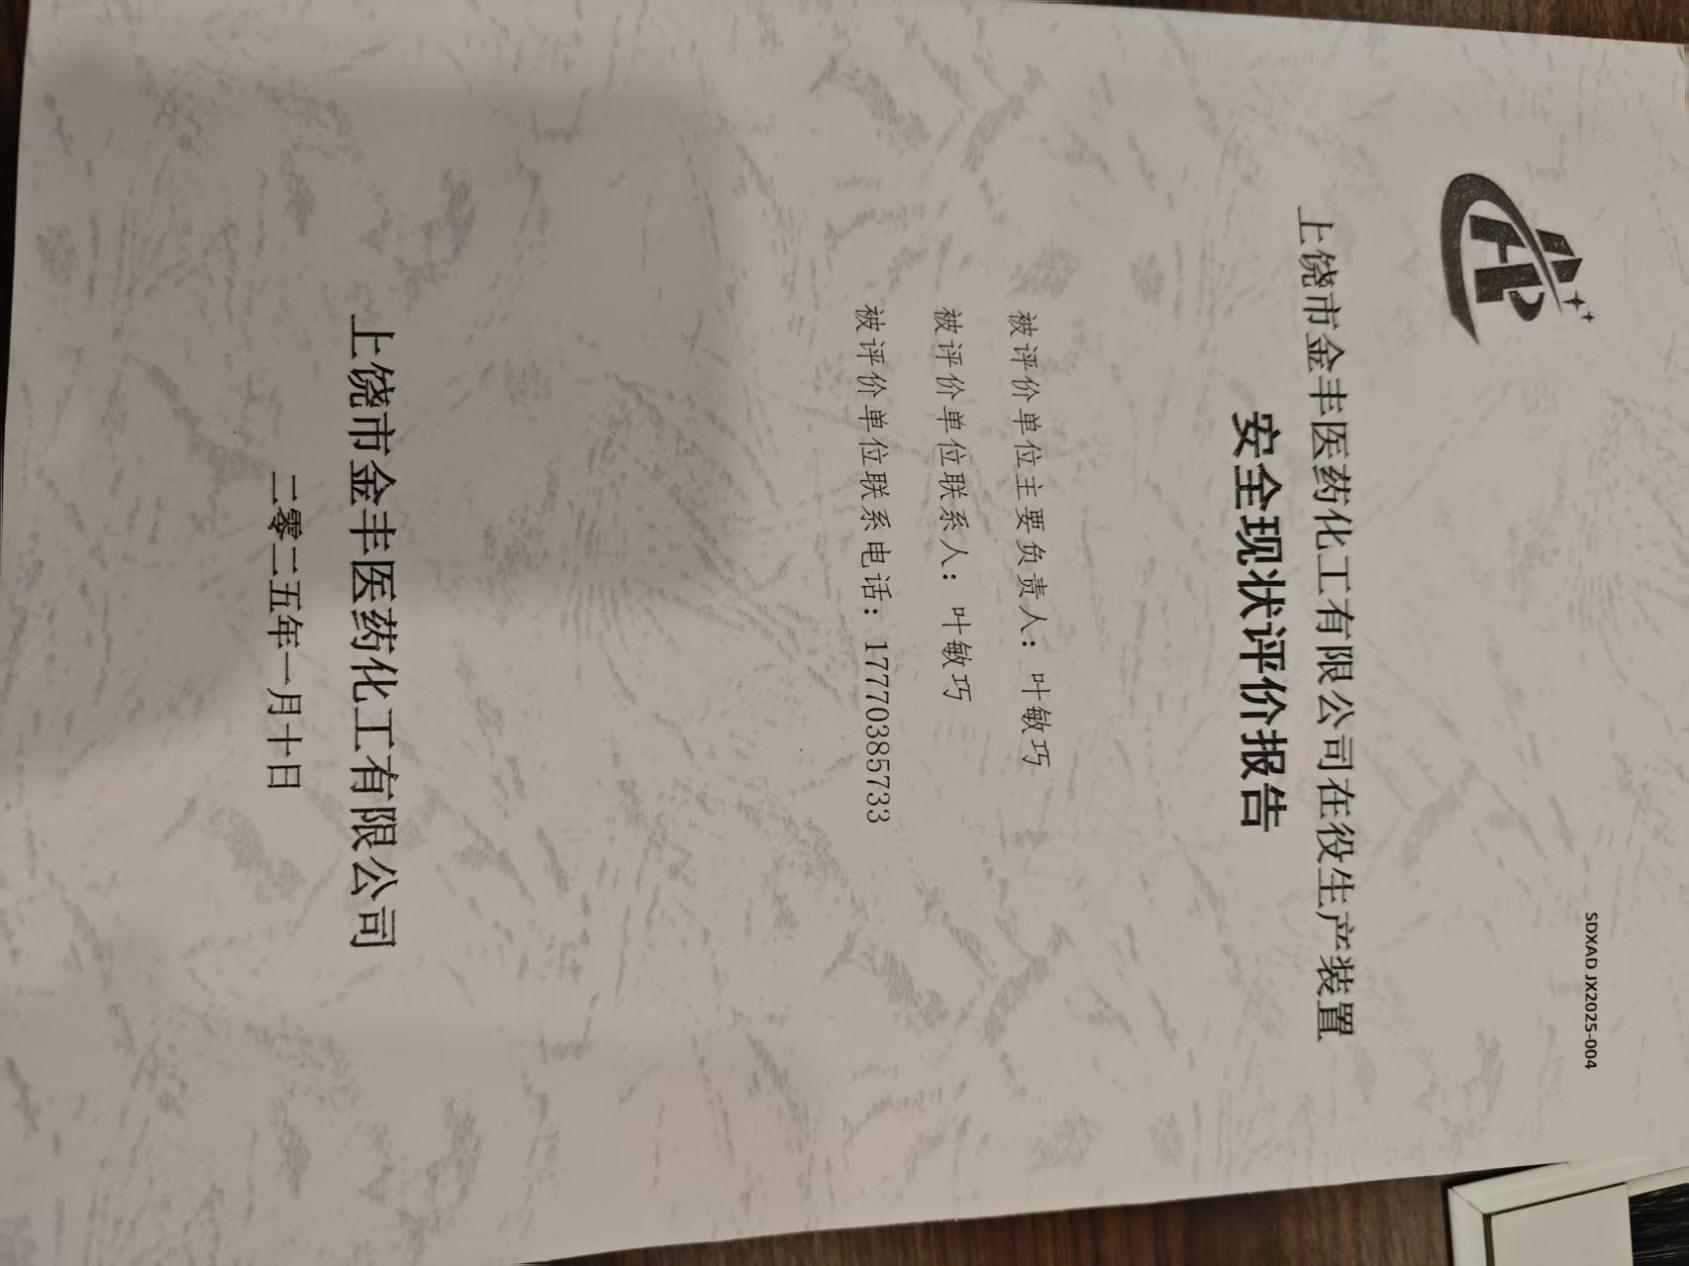 SDXAD JX2025-004
AP
上饶市金丰医药化工有限公司在役生产装置
安全现状评价报告
被评价单位主要负责人：叶敏巧
被评价单位联系人：叶敏巧
被评价单位联系电话：17770385733
上饶市金丰医药化工有限公司
二零二五年一月十日